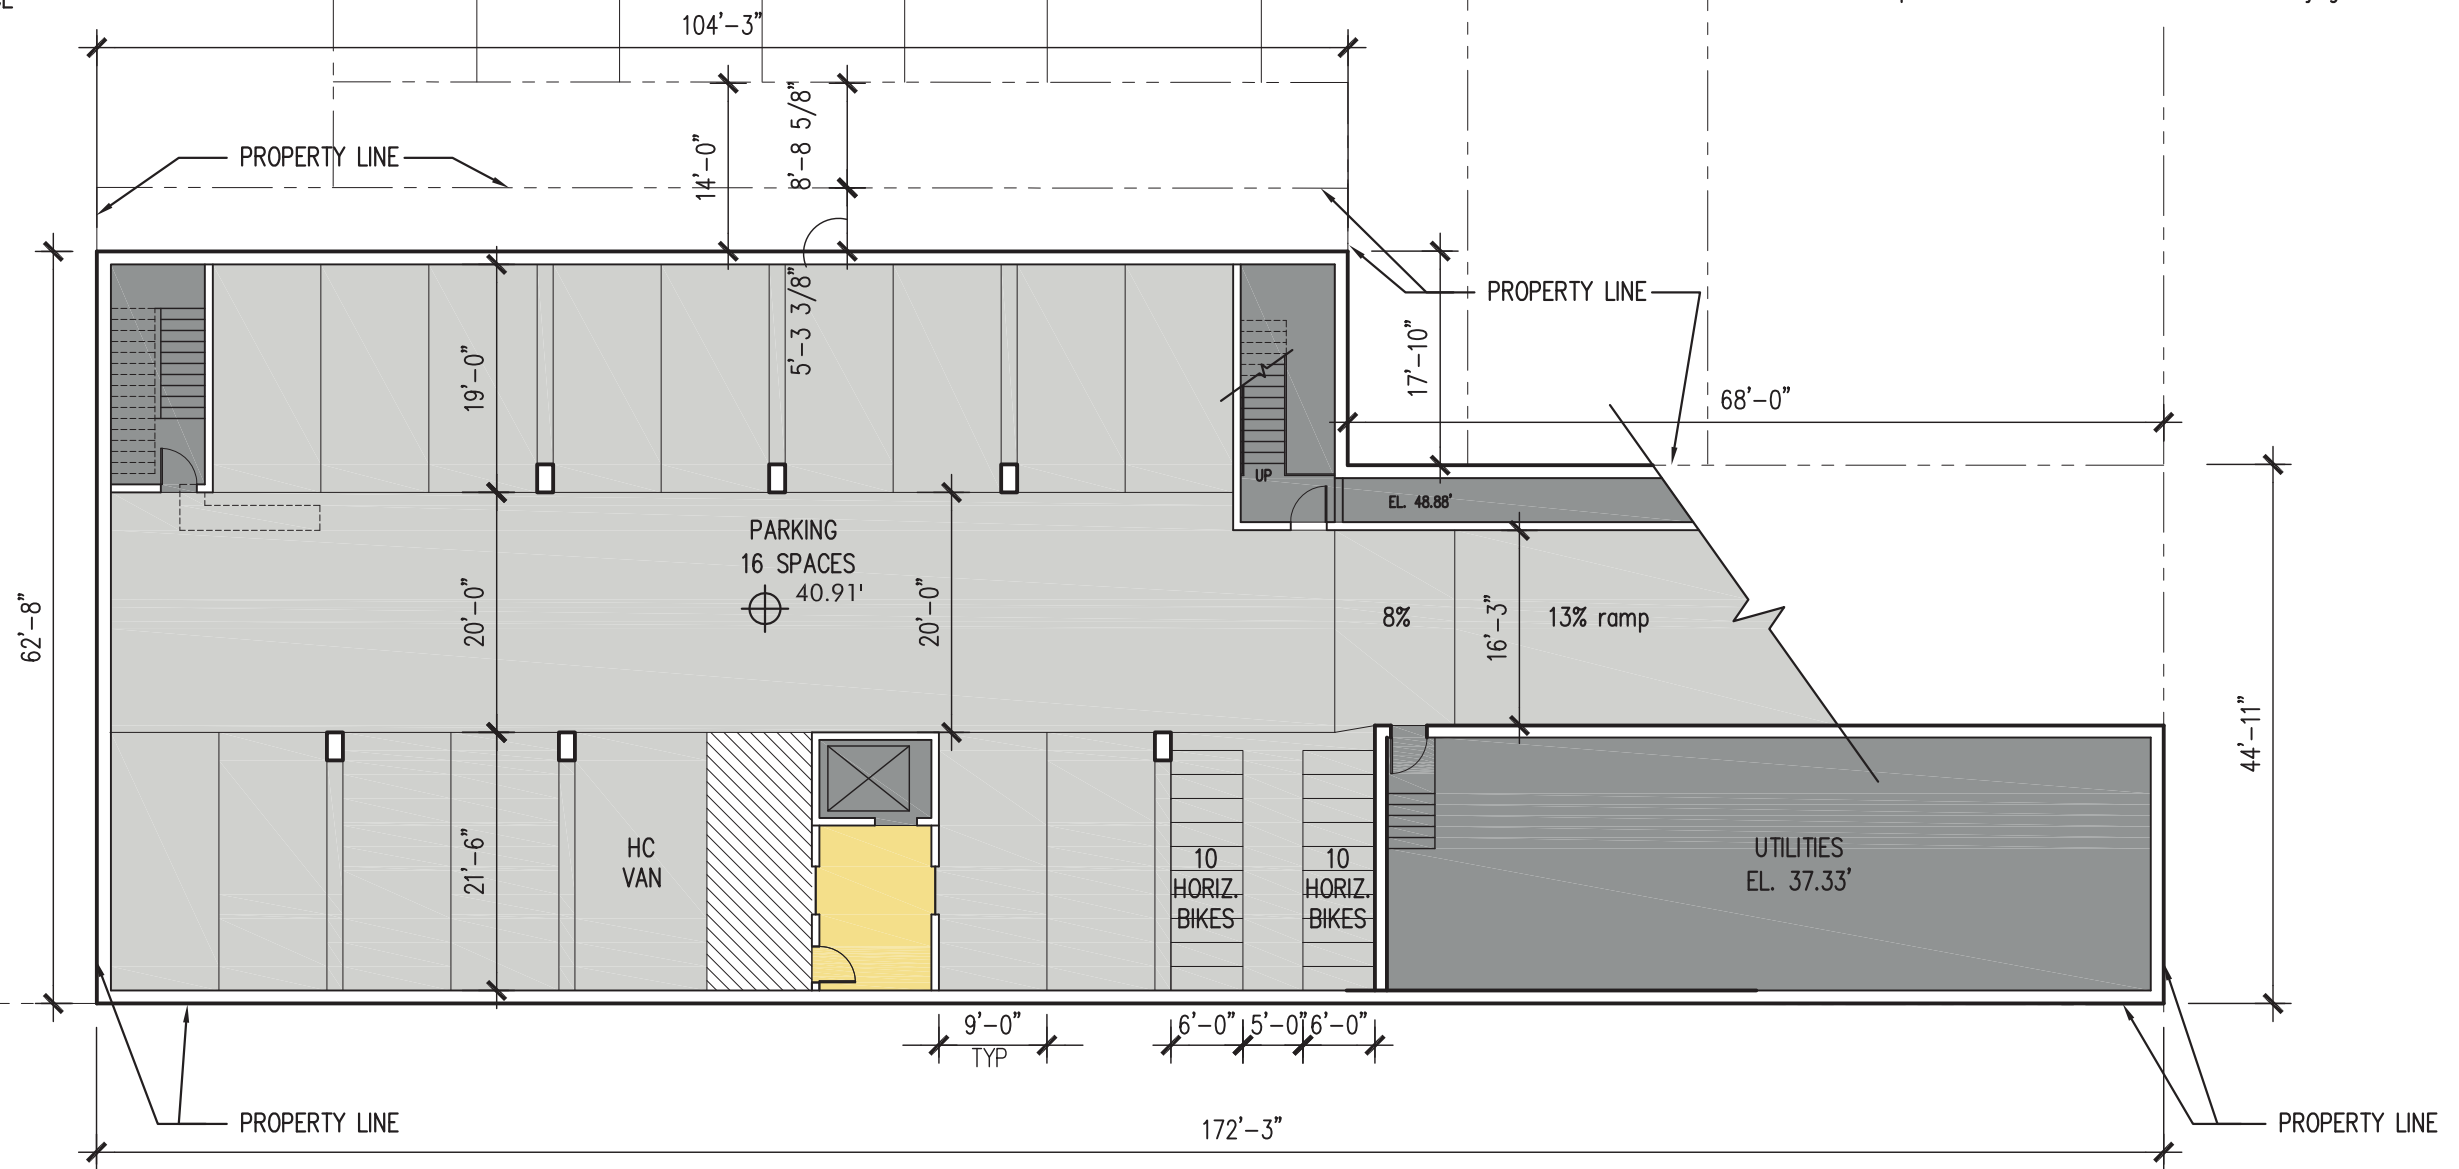 104'-3"
14'-0"
8'-8 5/8"
PROPERTY LINE
5'-3 3/8"
PROPERTY LINE
17'-10"
68'-0"
19'-0"
UP
EL. 48.88'
PARKING
16 SPACES
40.91'
62'-8"
20'-0"
20'-0"
8%
16'-3"
13% ramp
44'-11"
21'-6"
HC
VAN
10
HORIZ.
BIKES
10
HORIZ.
BIKES
UTILITIES
EL. 37.33'
9'-0"
TYP
6'-0"
5'-0"
6'-0"
PROPERTY LINE
172'-3"
PROPERTY LINE